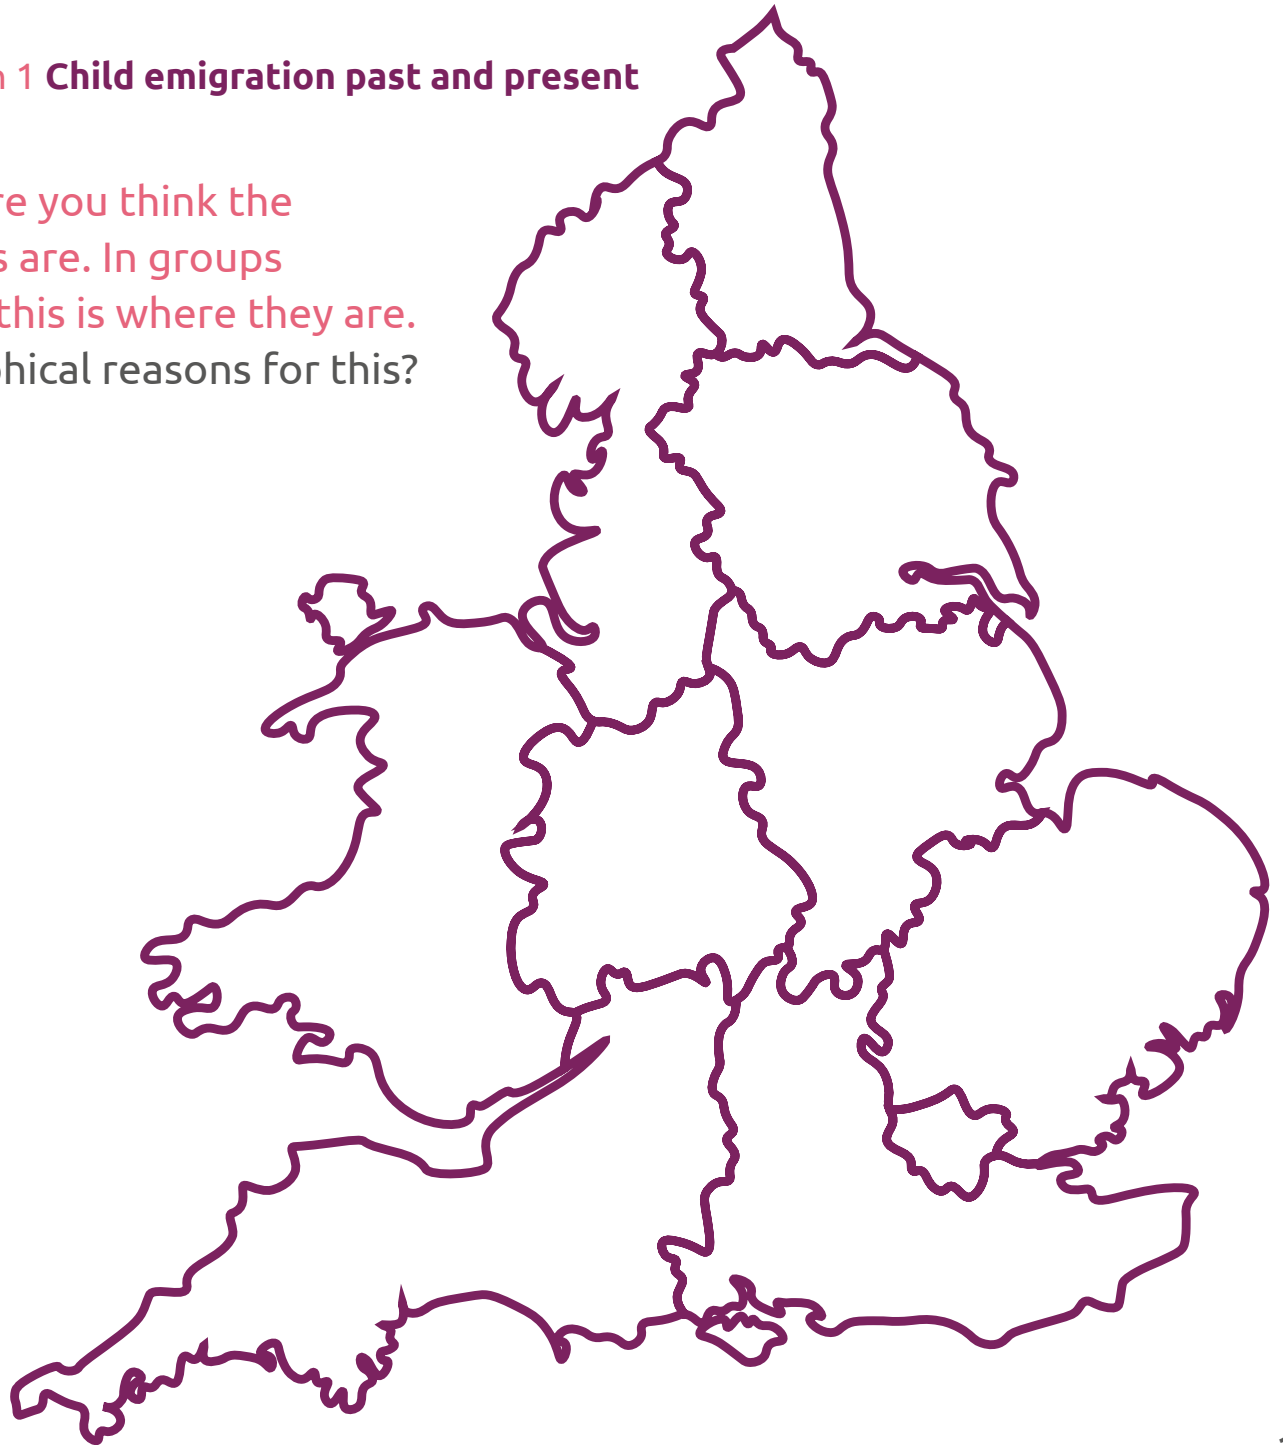 n 1 Child emigration past and present
re you think the
s are. In groups
this is where they are.
phical reasons for this?